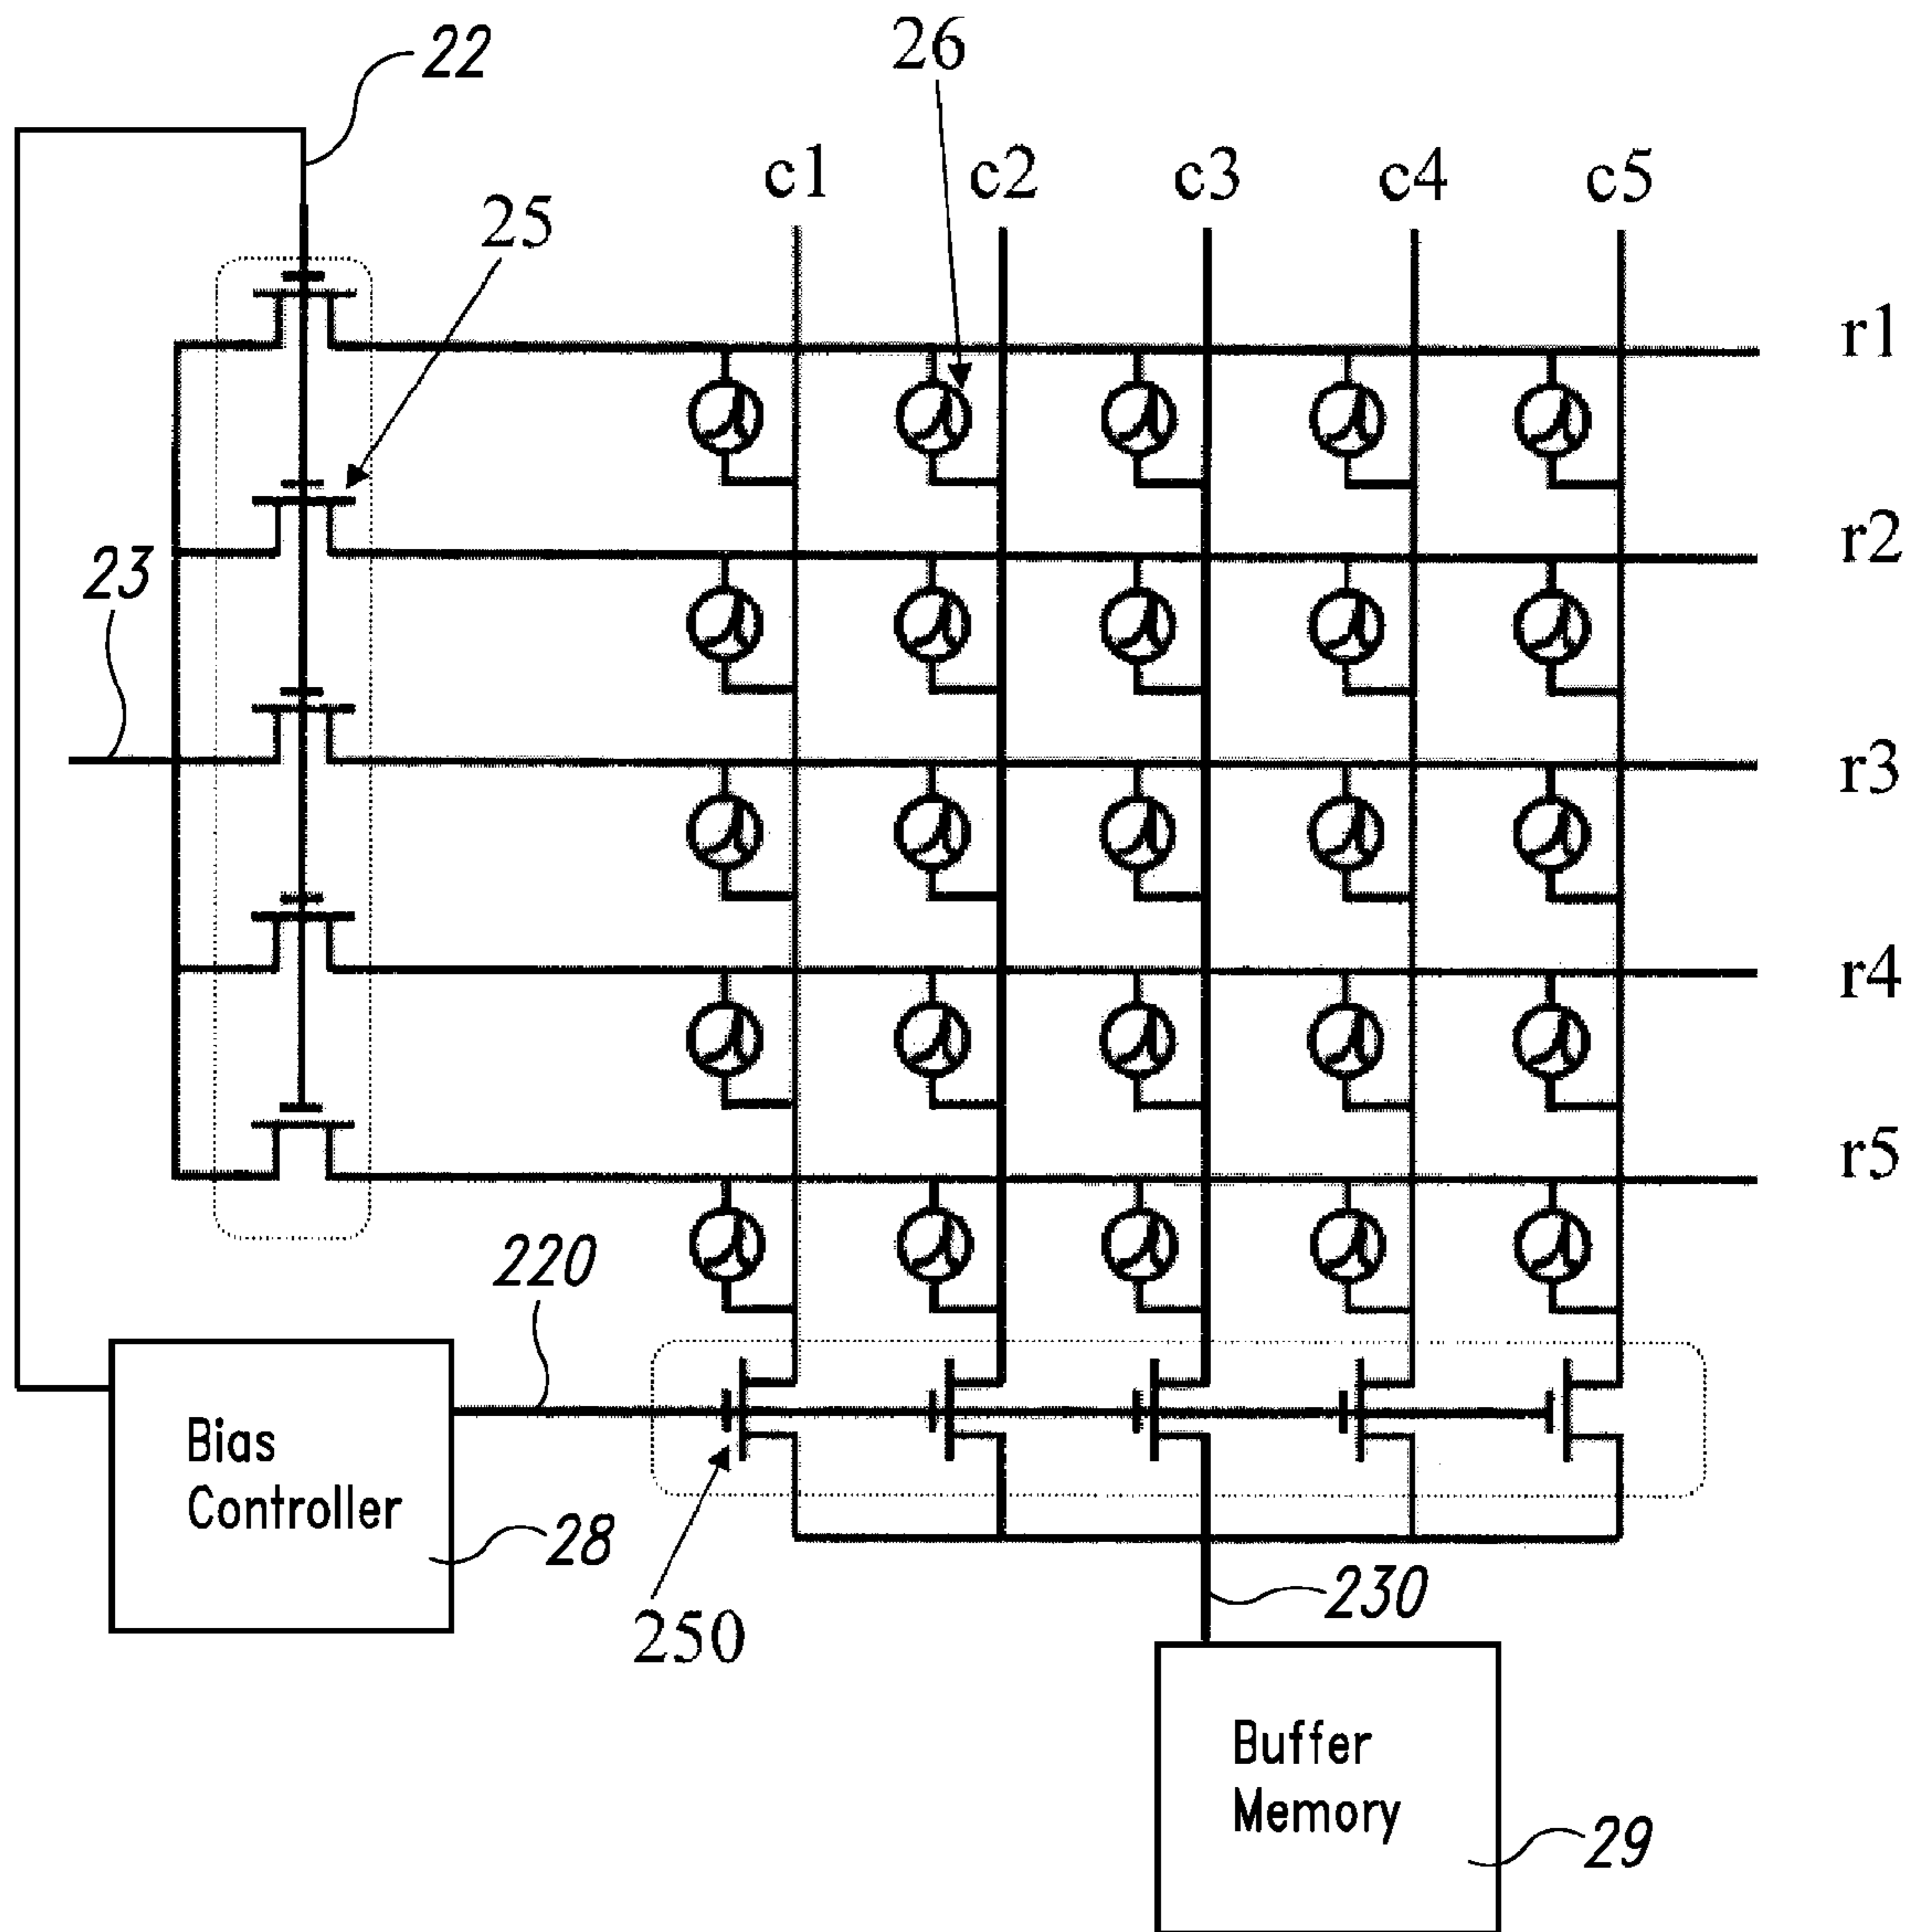 22
26
c1 c2 c3 c4 c5
25
r1
r2
23
r3
r4
r5
220
Bias
Controller
28
250
230
Buffer
Memory
29